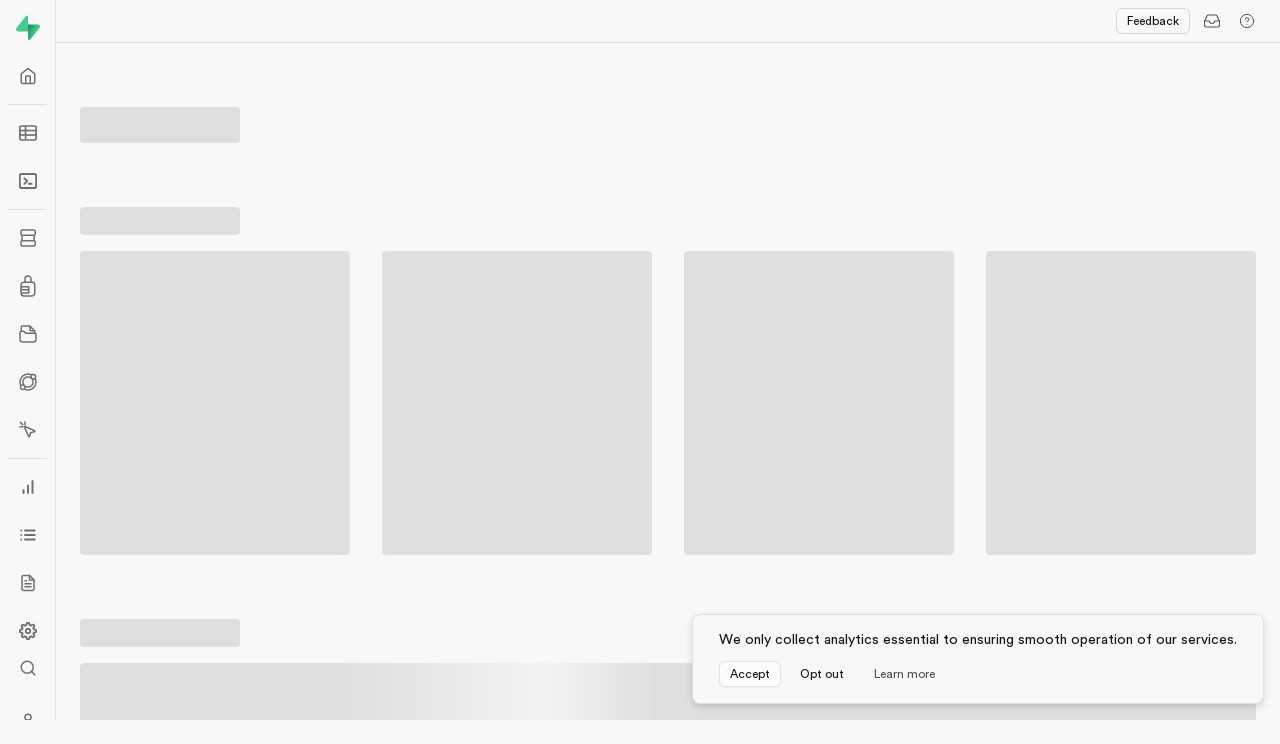 Feedback
We only collect analytics essential to ensuring smooth operation of our services.
Accept Opt out Learn more